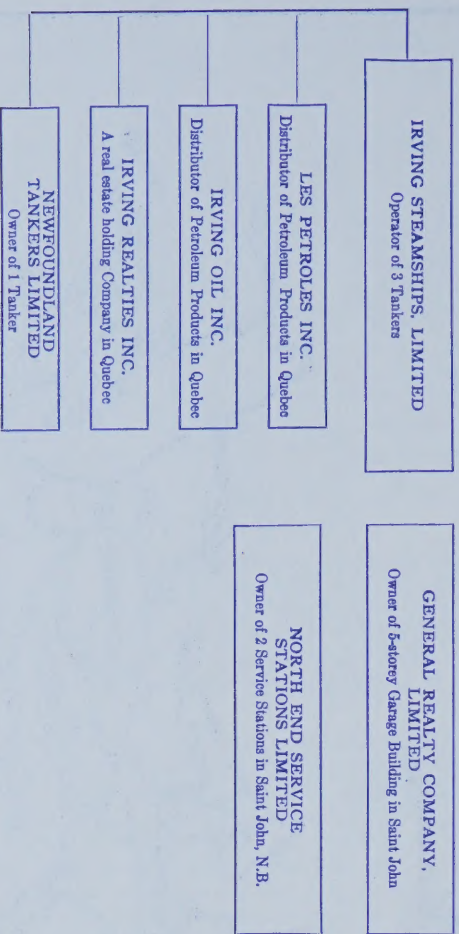 IRVING STEAMSHIPS, LIMITED
Operator of 3 Tankers
LES PETROLES INC.
Distributor of Petroleum Products in Quebec
IRVING OIL INC.
Distributor of Petroleum Products in Quebec
IRVING REALTIES INC.
A real estate holding Company in Quebec
NEWFOUNDLAND
TANKERS LIMITED
Owner of 1 Tanker
GENERAL REALTY COMPANY,
LIMITED
Owner of 5-storey Garage Building in Saint John
NORTH END SERVICE
STATIONS LIMITED
Owner of 2 Service Stations in Saint John, N.B.